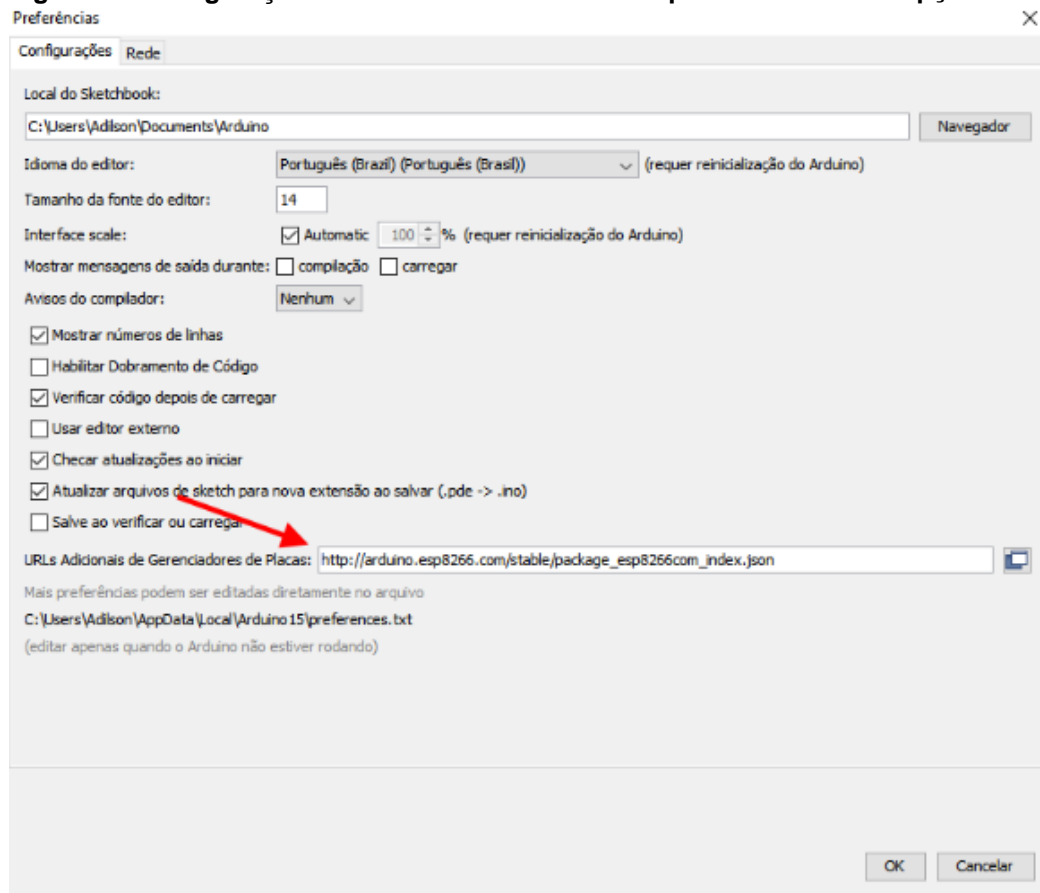 Preferências
Configurações Rede
Local do Sketchbook:
C:\Users\Adilson\Documents\Arduino Navegador
Idioma do editor: Português (Brazil) (Português (Brasil)) (requer reinicialização do Arduino)
Tamanho da fonte do editor: 14
Interface scale: Automatic 100 % (requer reinicialização do Arduino)
Mostrar mensagens de saída durante: compilação carregar
Avisos do compilador: Nenhum
Mostrar números de linhas
Habilitar Dobramento de Código
Verificar código depois de carregar
Usar editor externo
Checar atualizações ao iniciar
Atualizar arquivos de sketch para nova extensão ao salvar (.pde -> .ino)
Salve ao verificar ou carregar
URLs Adicionais de Gerenciadores de Placas: http://arduino.esp8266.com/stable/package_esp8266com_index.json
Mais preferências podem ser editadas diretamente no arquivo
C:\Users\Adilson\AppData\Local\Arduino15\preferences.txt
(editar apenas quando o Arduino não estiver rodando)
OK Cancelar